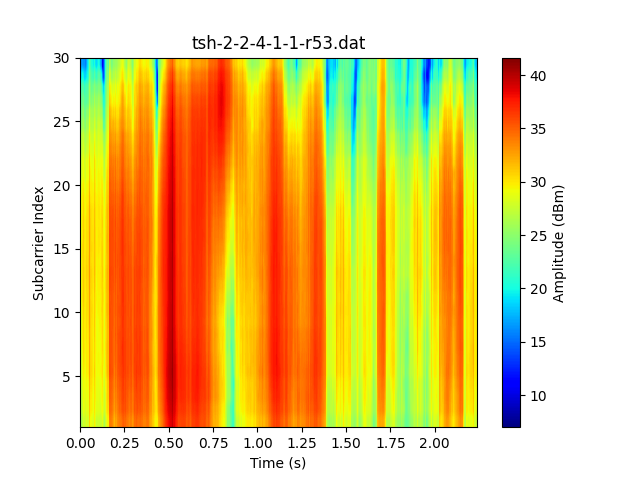 tsh-2-2-4-1-1-r53.dat
30
25
20
15
10
5
Subcarrier Index
0.00 0.25 0.50 0.75 1.00 1.25 1.50 1.75 2.00
Time (s)
40
35
30
25
20
15
10
Amplitude (dBm)